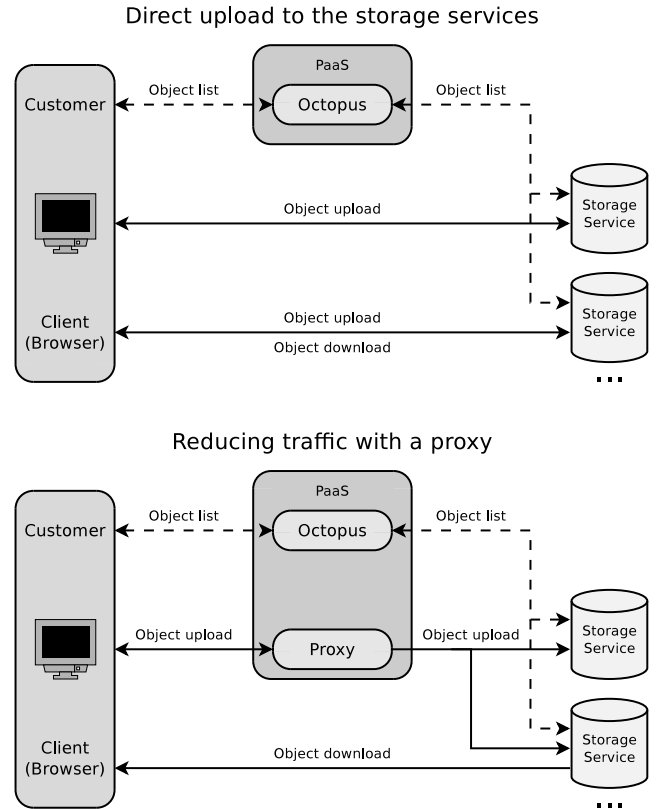 Direct upload to the storage services
PaaS
Customer
Object list
Octopus
Object list
Object upload
Storage
Service
Client
(Browser)
Object upload
Object download
Storage
Service
...
Reducing traffic with a proxy
PaaS
Customer
Object list
Octopus
Object list
Object upload
Proxy
Object upload
Storage
Service
Client
(Browser)
Object download
Storage
Service
...